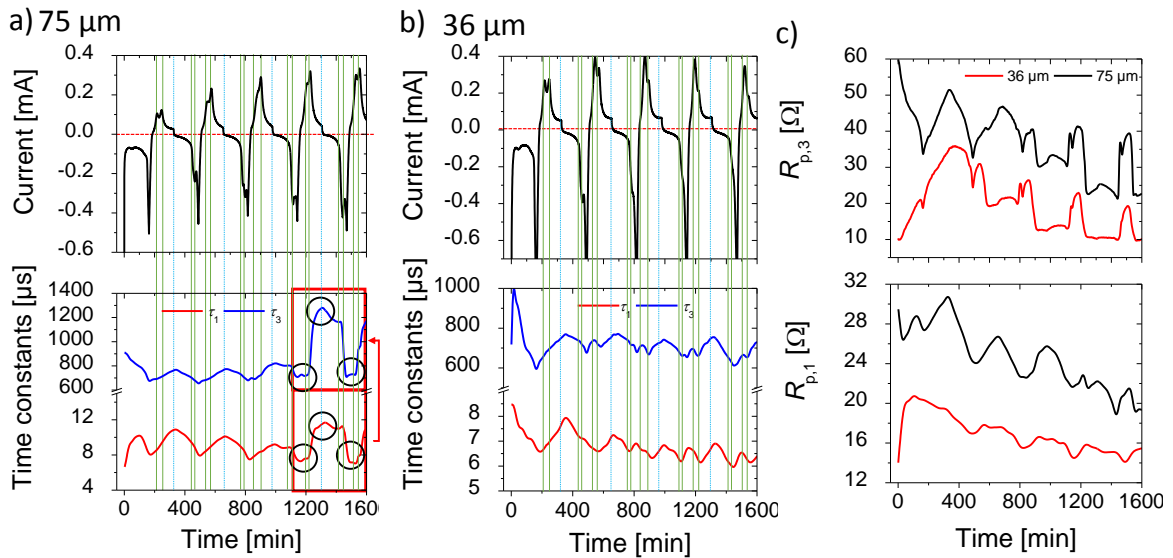 a) 75 µm
b) 36 µm
c)
Current [mA]
0.4
0.2
0.0
-0.2
-0.4
-0.6
Current [mA]
0.4
0.2
0.0
-0.2
-0.4
-0.6
Rp,3 [Ω]
60
50
40
30
20
10
36 µm
75 µm
Time constants [µs]
1400
1200
1000
800
600
12
8
4
τ1
τ3
0 400 800 1200 1600
Time [min]
Time constants [µs]
1000
800
600
8
7
6
5
τ1
τ3
0 400 800 1200 1600
Time [min]
Rp,1 [Ω]
32
28
24
20
16
12
0 400 800 1200 1600
Time [min]